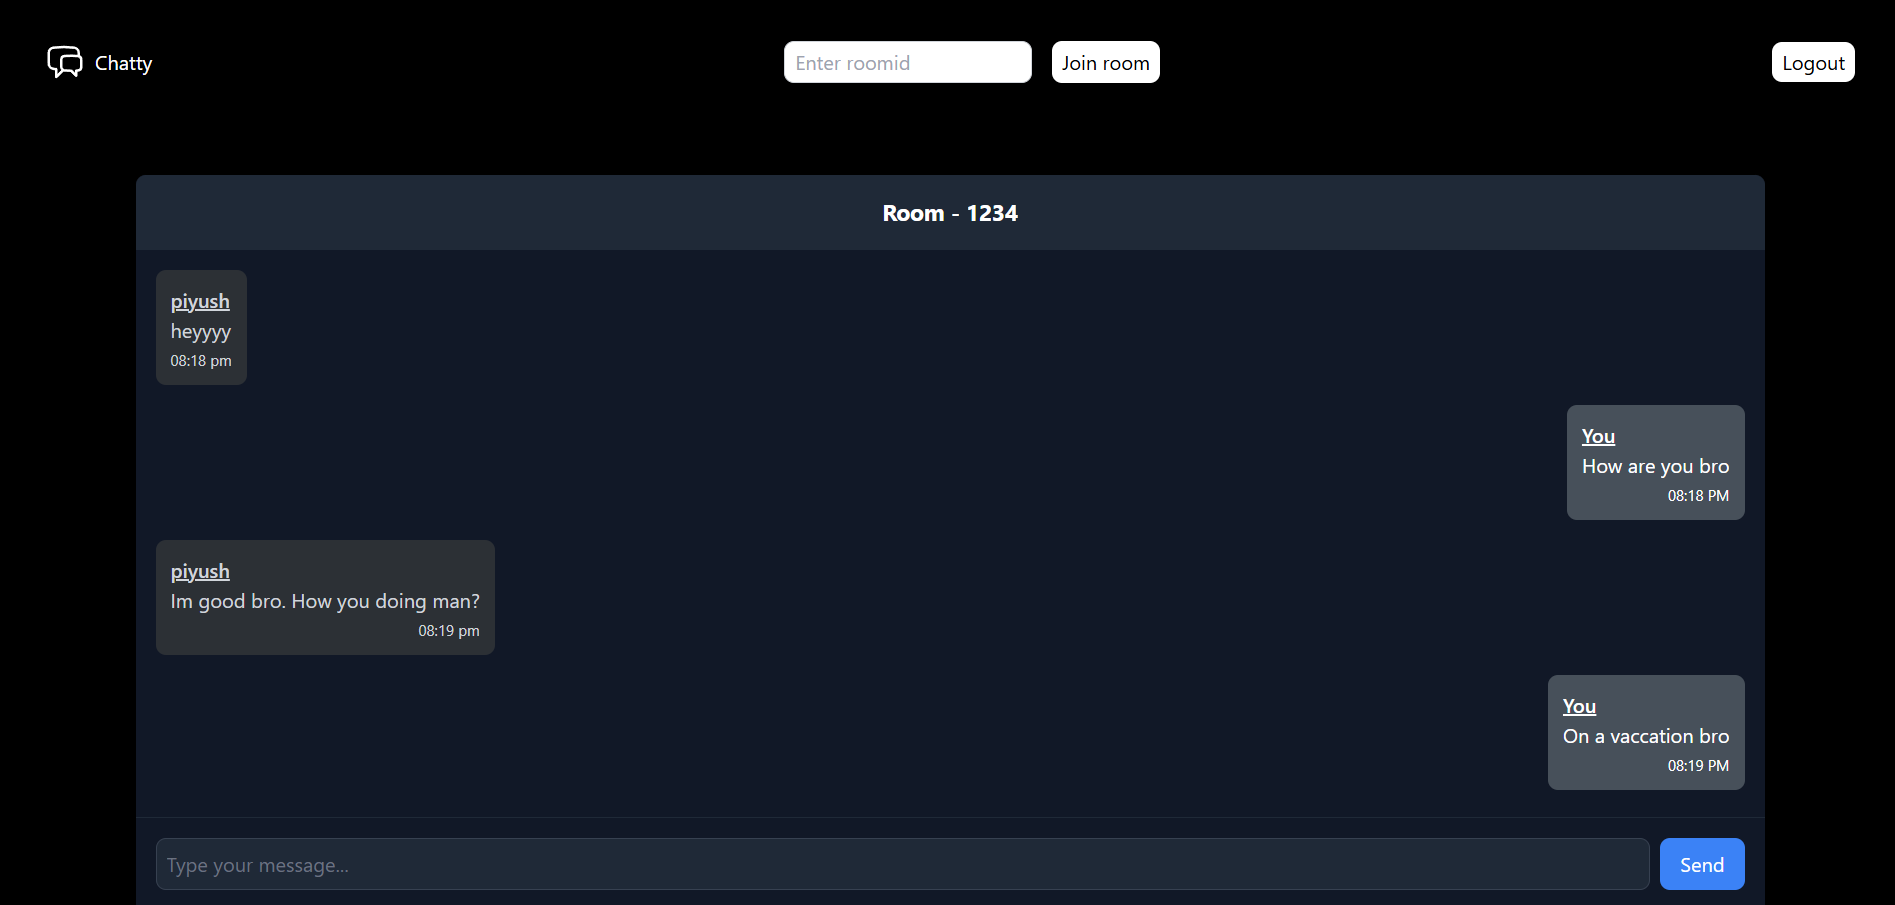 Chatty
Enter roomid
Join room
Logout
Room - 1234
piyush
heyyyy
08:18 pm
You
How are you bro
08:18 PM
piyush
Im good bro. How you doing man?
08:19 pm
You
On a vaccation bro
08:19 PM
Type your message...
Send